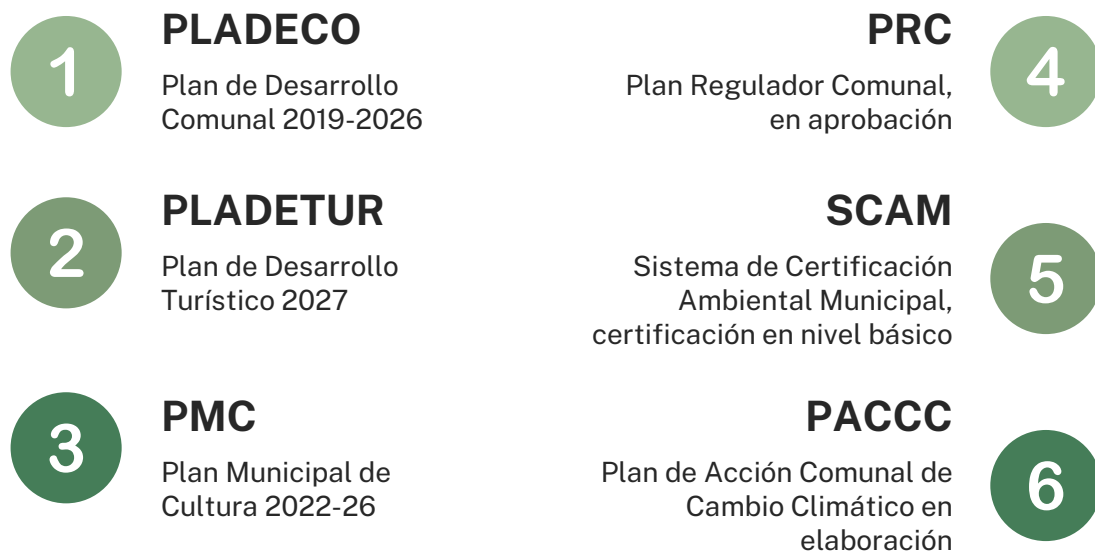 1
PLADECO
Plan de Desarrollo
Comunal 2019-2026
2
PLADETUR
Plan de Desarrollo
Turístico 2027
3
PMC
Plan Municipal de
Cultura 2022-26
PRC
Plan Regulador Comunal,
en aprobación
4
SCAM
Sistema de Certificación
Ambiental Municipal,
certificación en nivel básico
5
PACCC
Plan de Acción Comunal de
Cambio Climático en
elaboración
6